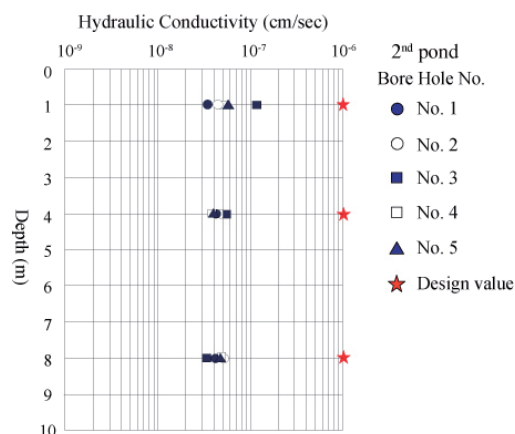 Hydraulic Conductivity (cm/sec)
10⁻⁹ 10⁻⁸ 10⁻⁷ 10⁻⁶
0
1
2
3
4
5
6
7
8
9
10
Depth (m)
2ⁿᵈ pond
Bore Hole No.
No. 1
No. 2
No. 3
No. 4
No. 5
Design value